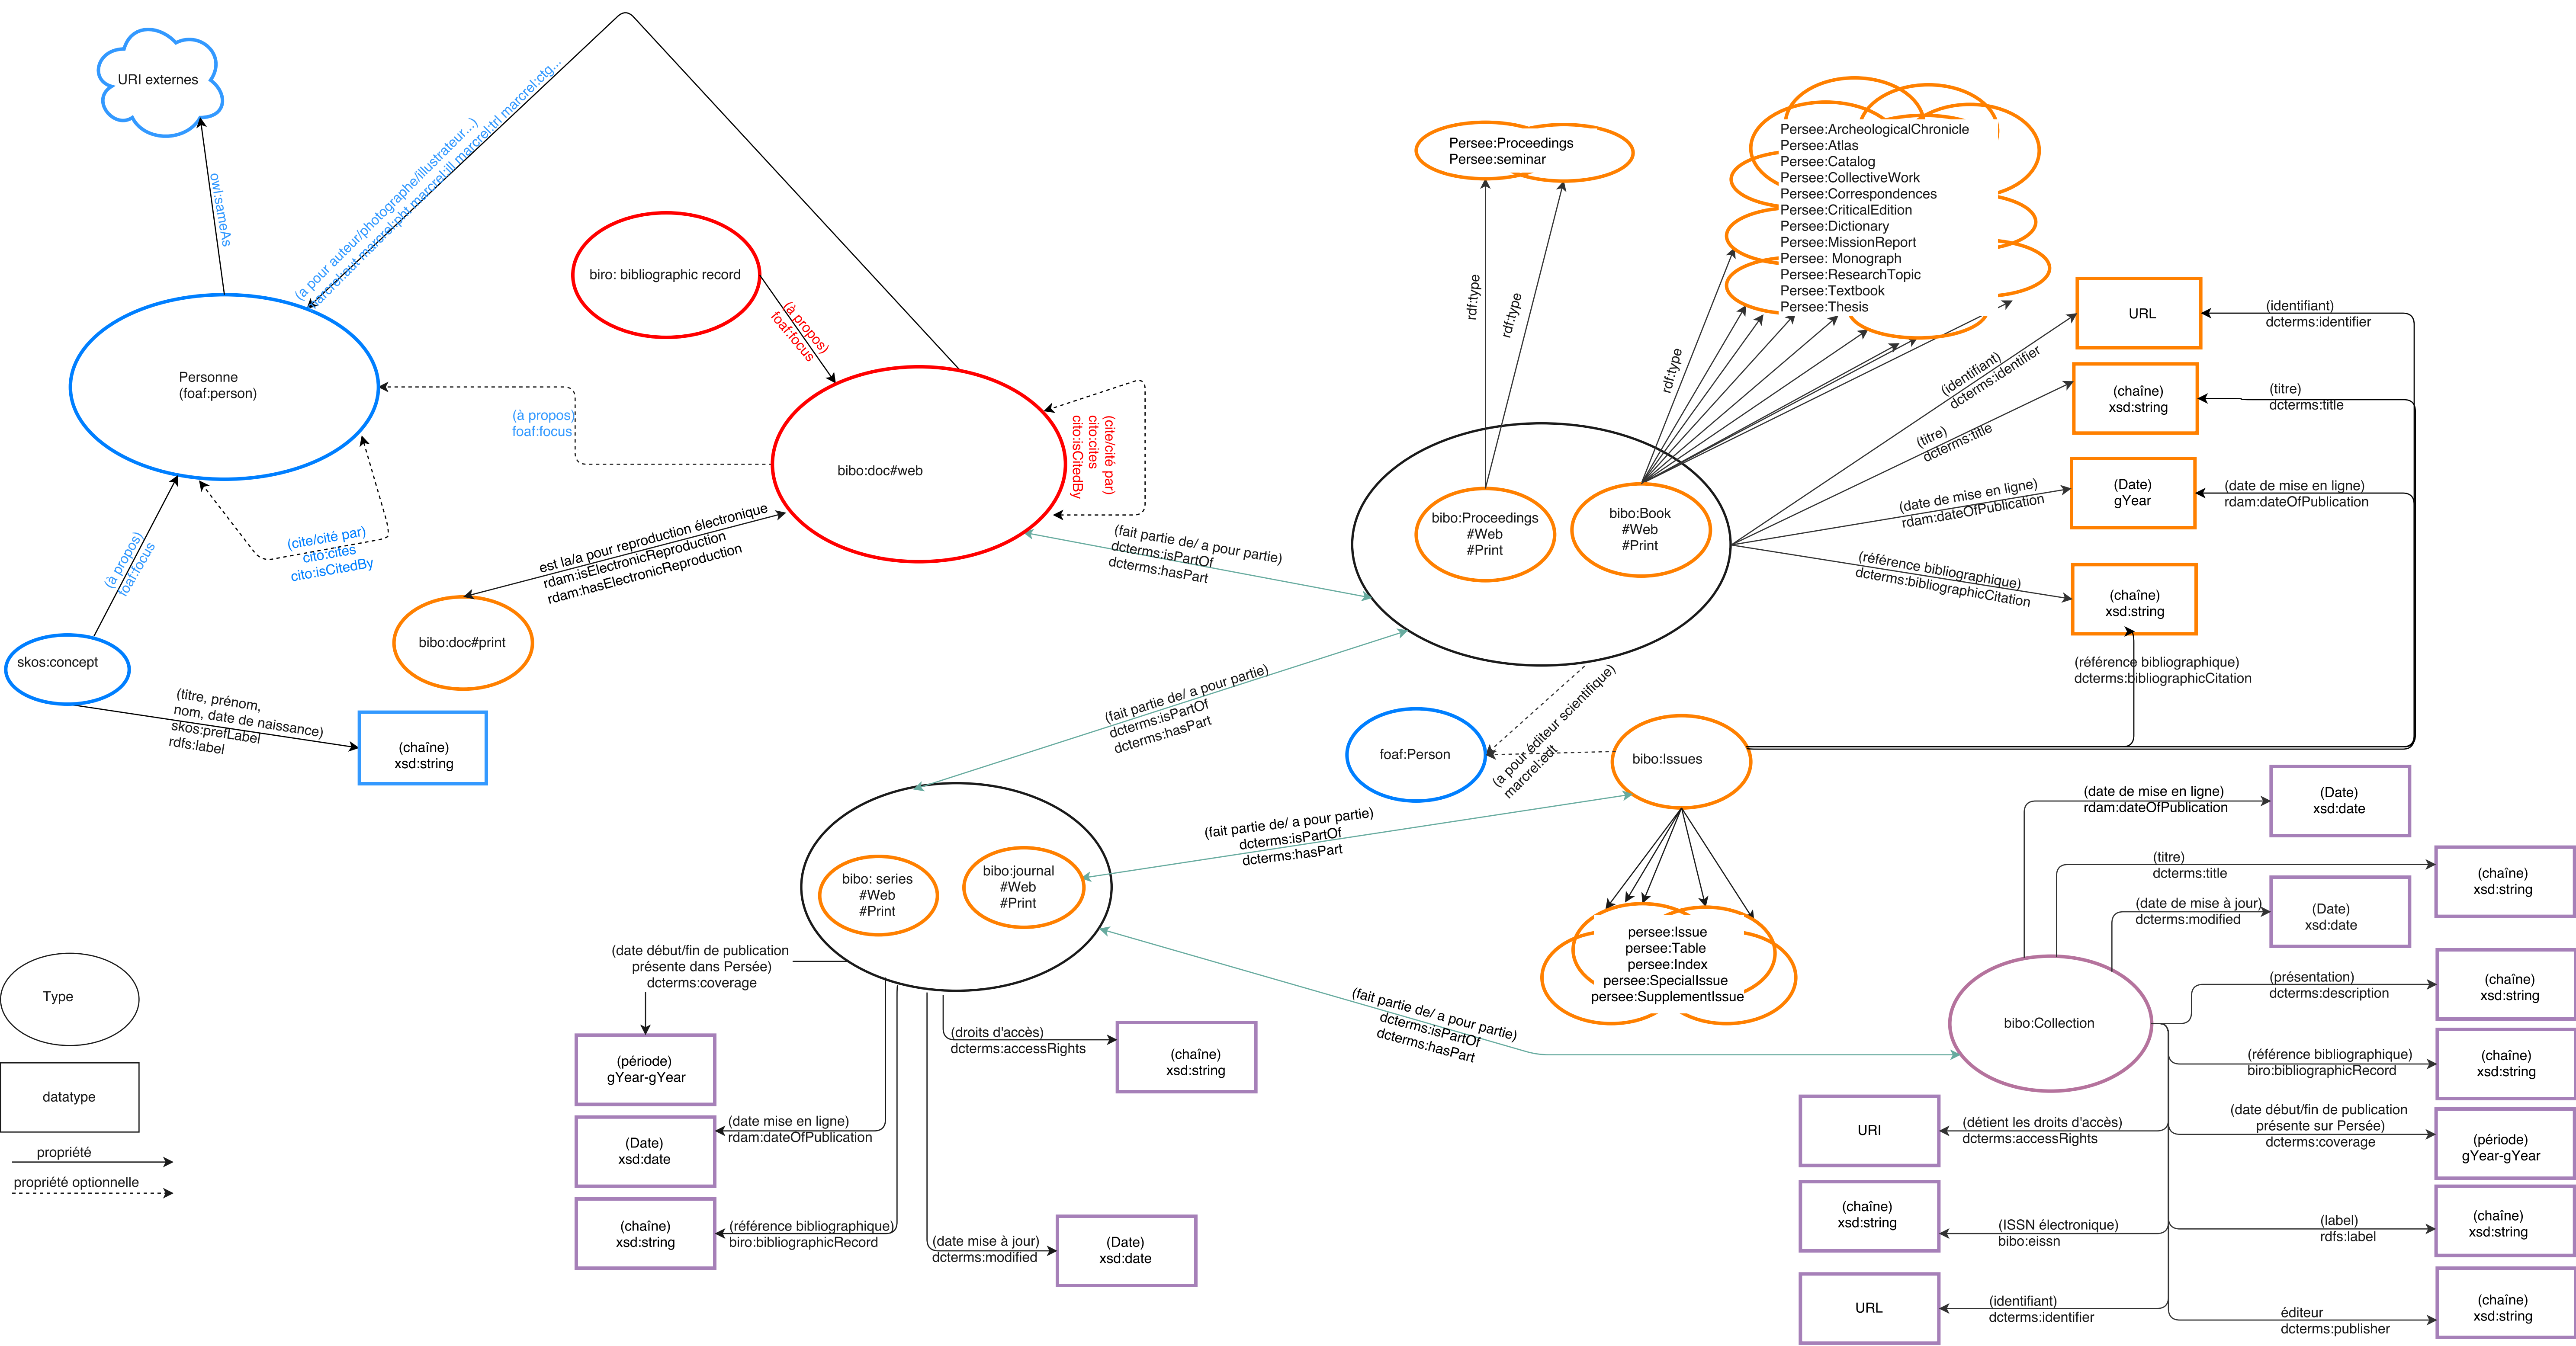 URI externes
owl:sameAs
(a pour auteur/photographe/illustrateur...)
marcrel:aut marcrel:pht marcrel:ill marcrel:trl marcrel:ctg...
Personne
(foaf:person)
biro: bibliographic record
(à propos)
foaf:focus
(à propos)
foaf:focus
bibo:doc#web
(cite/cité par)
cito:cites
cito:isCitedBy
(cite/cité par)
cito:cites
cito:isCitedBy
(à propos)
foaf:focus
est la/a pour reproduction électronique
rdam:isElectronicReproduction
rdam:hasElectronicReproduction
bibo:doc#print
skos:concept
(titre, prénom,
nom, date de naissance)
skos:prefLabel
rdfs:label
(chaîne)
xsd:string
(fait partie de/ a pour partie)
dcterms:isPartOf
dcterms:hasPart
Persee:Proceedings
Persee:seminar
rdf:type
rdf:type
rdf:type
Persee:ArcheologicalChronicle
Persee:Atlas
Persee:Catalog
Persee:CollectiveWork
Persee:Correspondences
Persee:CriticalEdition
Persee:Dictionary
Persee:MissionReport
Persee: Monograph
Persee:ResearchTopic
Persee:Textbook
Persee:Thesis
bibo:Proceedings
#Web
#Print
bibo:Book
#Web
#Print
(identifiant)
dcterms:identifier
(titre)
dcterms:title
(date de mise en ligne)
rdam:dateOfPublication
(référence bibliographique)
dcterms:bibliographicCitation
URL
(chaîne)
xsd:string
(Date)
gYear
(chaîne)
xsd:string
(identifiant)
dcterms:identifier
(titre)
dcterms:title
(date de mise en ligne)
rdam:dateOfPublication
(référence bibliographique)
dcterms:bibliographicCitation
(fait partie de/ a pour partie)
dcterms:isPartOf
dcterms:hasPart
foaf:Person
(a pour éditeur scientifique)
marcrel:edt
bibo:Issues
(fait partie de/ a pour partie)
dcterms:isPartOf
dcterms:hasPart
persee:Issue
persee:Table
persee:Index
persee:SpecialIssue
persee:SupplementIssue
bibo: series
#Web
#Print
bibo:journal
#Web
#Print
(fait partie de/ a pour partie)
dcterms:isPartOf
dcterms:hasPart
(date début/fin de publication
présente dans Persée)
dcterms:coverage
(période)
gYear-gYear
(date mise en ligne)
rdam:dateOfPublication
(Date)
xsd:date
(référence bibliographique)
biro:bibliographicRecord
(chaîne)
xsd:string
(droits d'accès)
dcterms:accessRights
(chaîne)
xsd:string
(date mise à jour)
dcterms:modified
(Date)
xsd:date
Type
datatype
propriété
propriété optionnelle
bibo:Collection
(date de mise en ligne)
rdam:dateOfPublication
(Date)
xsd:date
(titre)
dcterms:title
(chaîne)
xsd:string
(date de mise à jour)
dcterms:modified
(Date)
xsd:date
(présentation)
dcterms:description
(chaîne)
xsd:string
(référence bibliographique)
biro:bibliographicRecord
(chaîne)
xsd:string
(date début/fin de publication
présente sur Persée)
dcterms:coverage
(période)
gYear-gYear
(label)
rdfs:label
(chaîne)
xsd:string
éditeur
dcterms:publisher
(chaîne)
xsd:string
URI
(détient les droits d'accès)
dcterms:accessRights
(chaîne)
xsd:string
(ISSN électronique)
bibo:eissn
URL
(identifiant)
dcterms:identifier